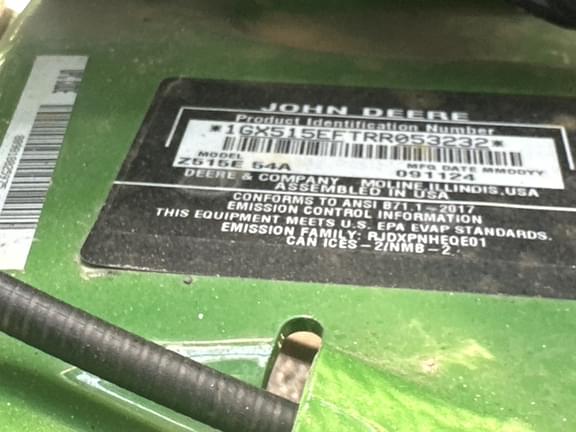 JOHN DEERE
Product Identification Number
*1GX515EFTRR053232*
MODEL MFG DATE MMDDYY
Z515E 54A 091124
DEERE & COMPANY MOLINE ILLINOIS, USA
ASSEMBLED IN USA
CONFORMS TO ANSI B71.1-2017
EMISSION CONTROL INFORMATION
THIS EQUIPMENT MEETS U.S. EPA EVAP STANDARDS.
EMISSION FAMILY: RJDXPNHEQE01
CAN ICES-2/NMB-2